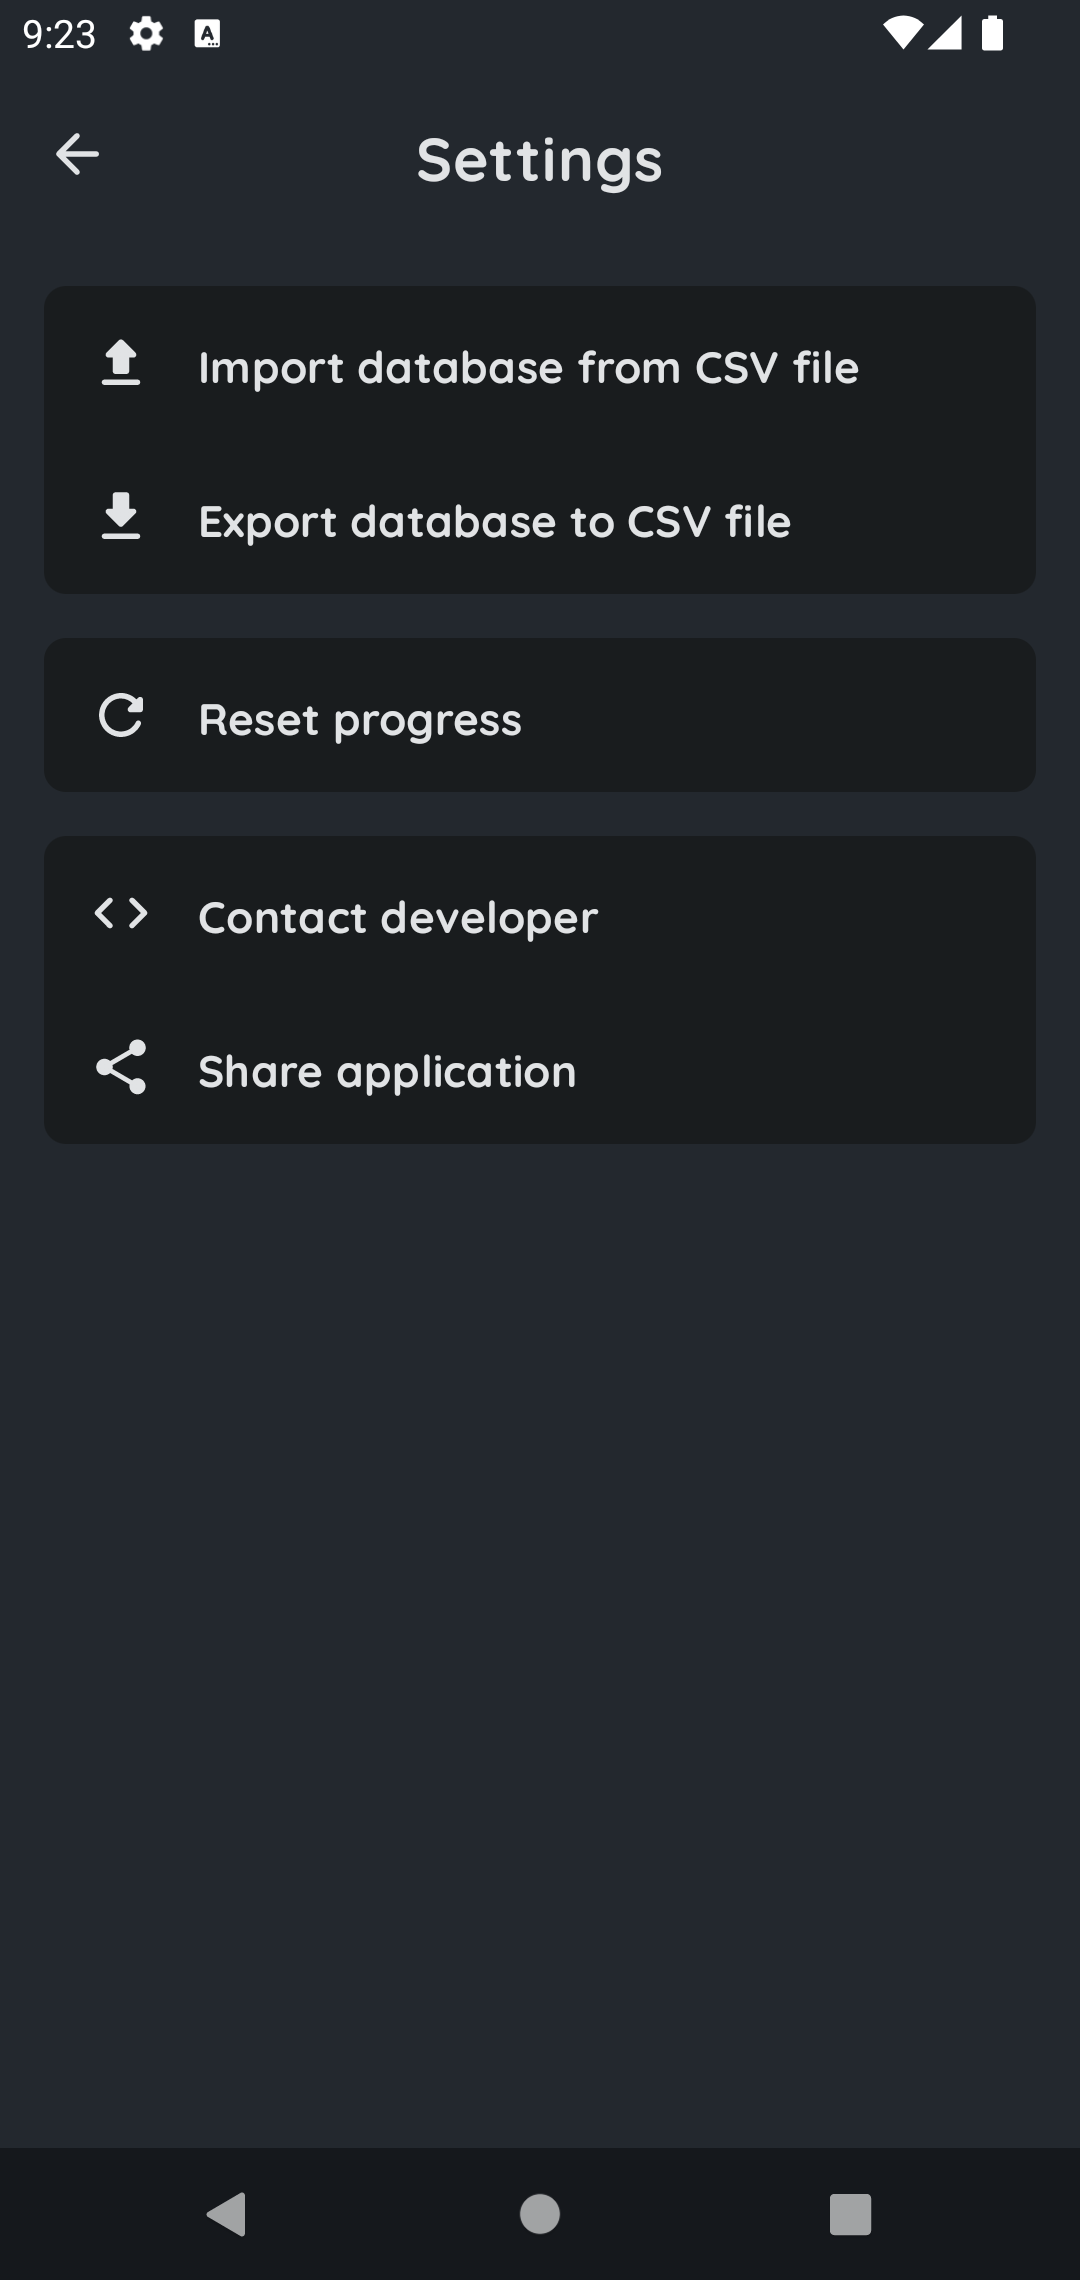 9:23
Settings
Import database from CSV file
Export database to CSV file
Reset progress
Contact developer
Share application